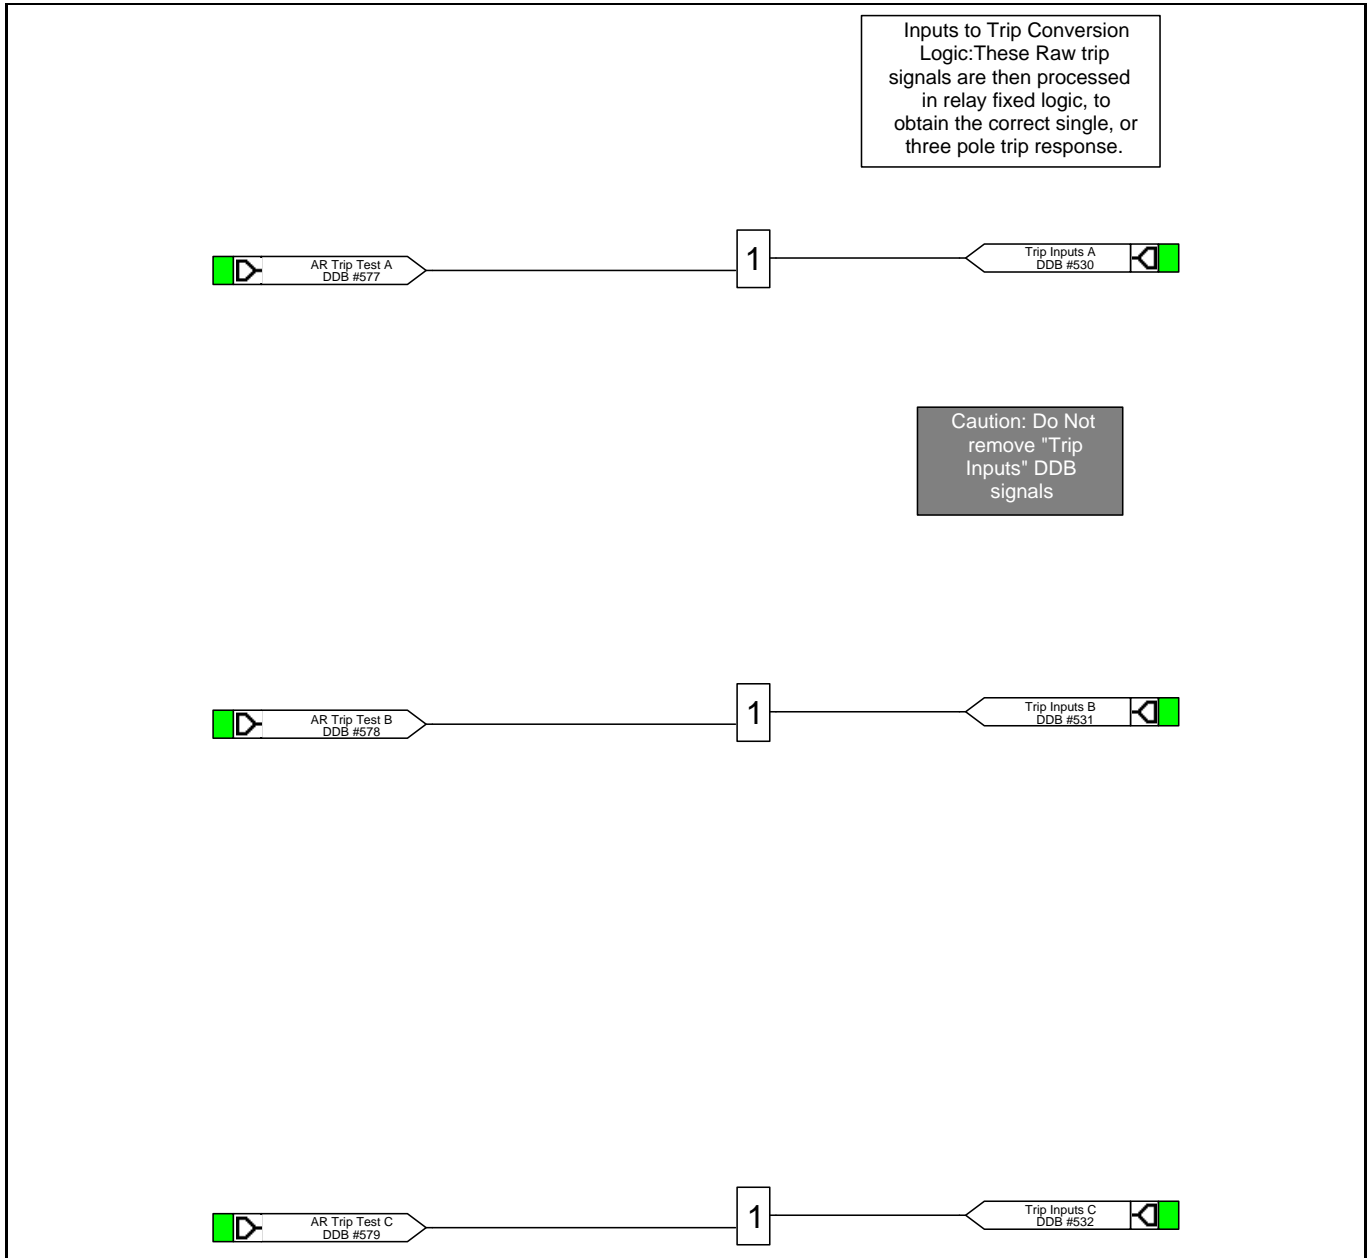 Inputs to Trip Conversion
Logic:These Raw trip
signals are then processed
in relay fixed logic, to
obtain the correct single, or
three pole trip response.
AR Trip Test A
DDB #577
1
Trip Inputs A
DDB #530
Caution: Do Not
remove "Trip
Inputs" DDB
signals
AR Trip Test B
DDB #578
1
Trip Inputs B
DDB #531
AR Trip Test C
DDB #579
1
Trip Inputs C
DDB #532